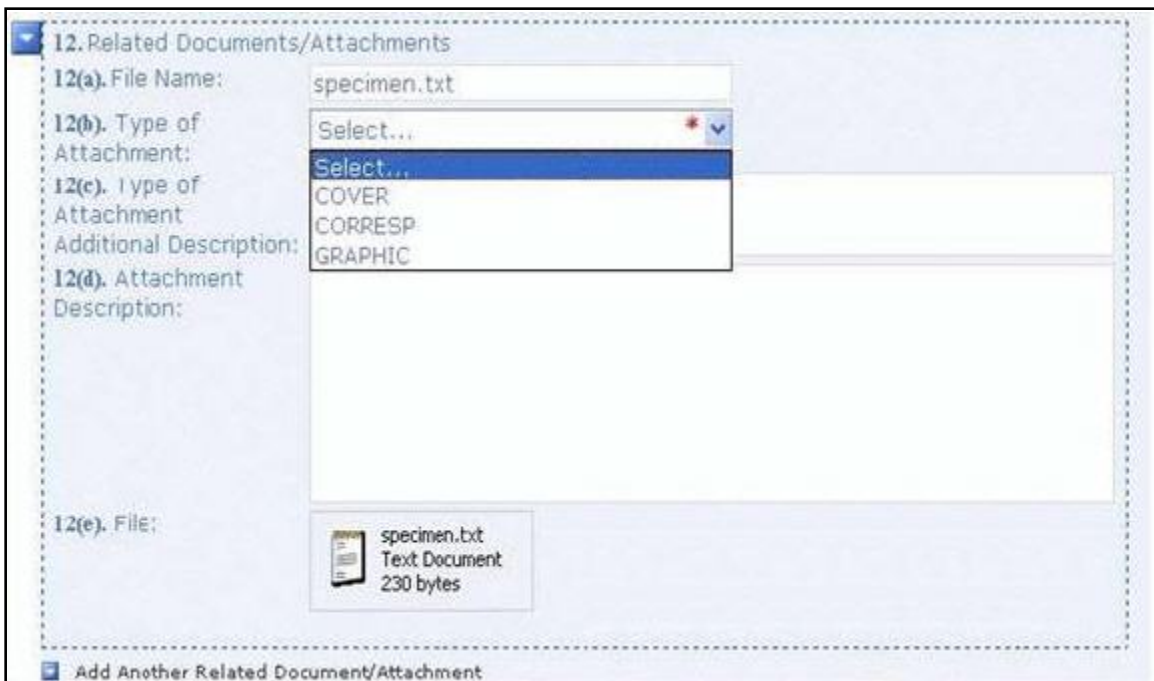 12. Related Documents/Attachments
12(a). File Name:
specimen.txt
12(b). Type of
Attachment:
Select... *
Select...
COVER
CORRESP
GRAPHIC
12(c). Type of
Attachment
Additional Description:
12(d). Attachment
Description:
12(e). File:
specimen.txt
Text Document
230 bytes
Add Another Related Document/Attachment